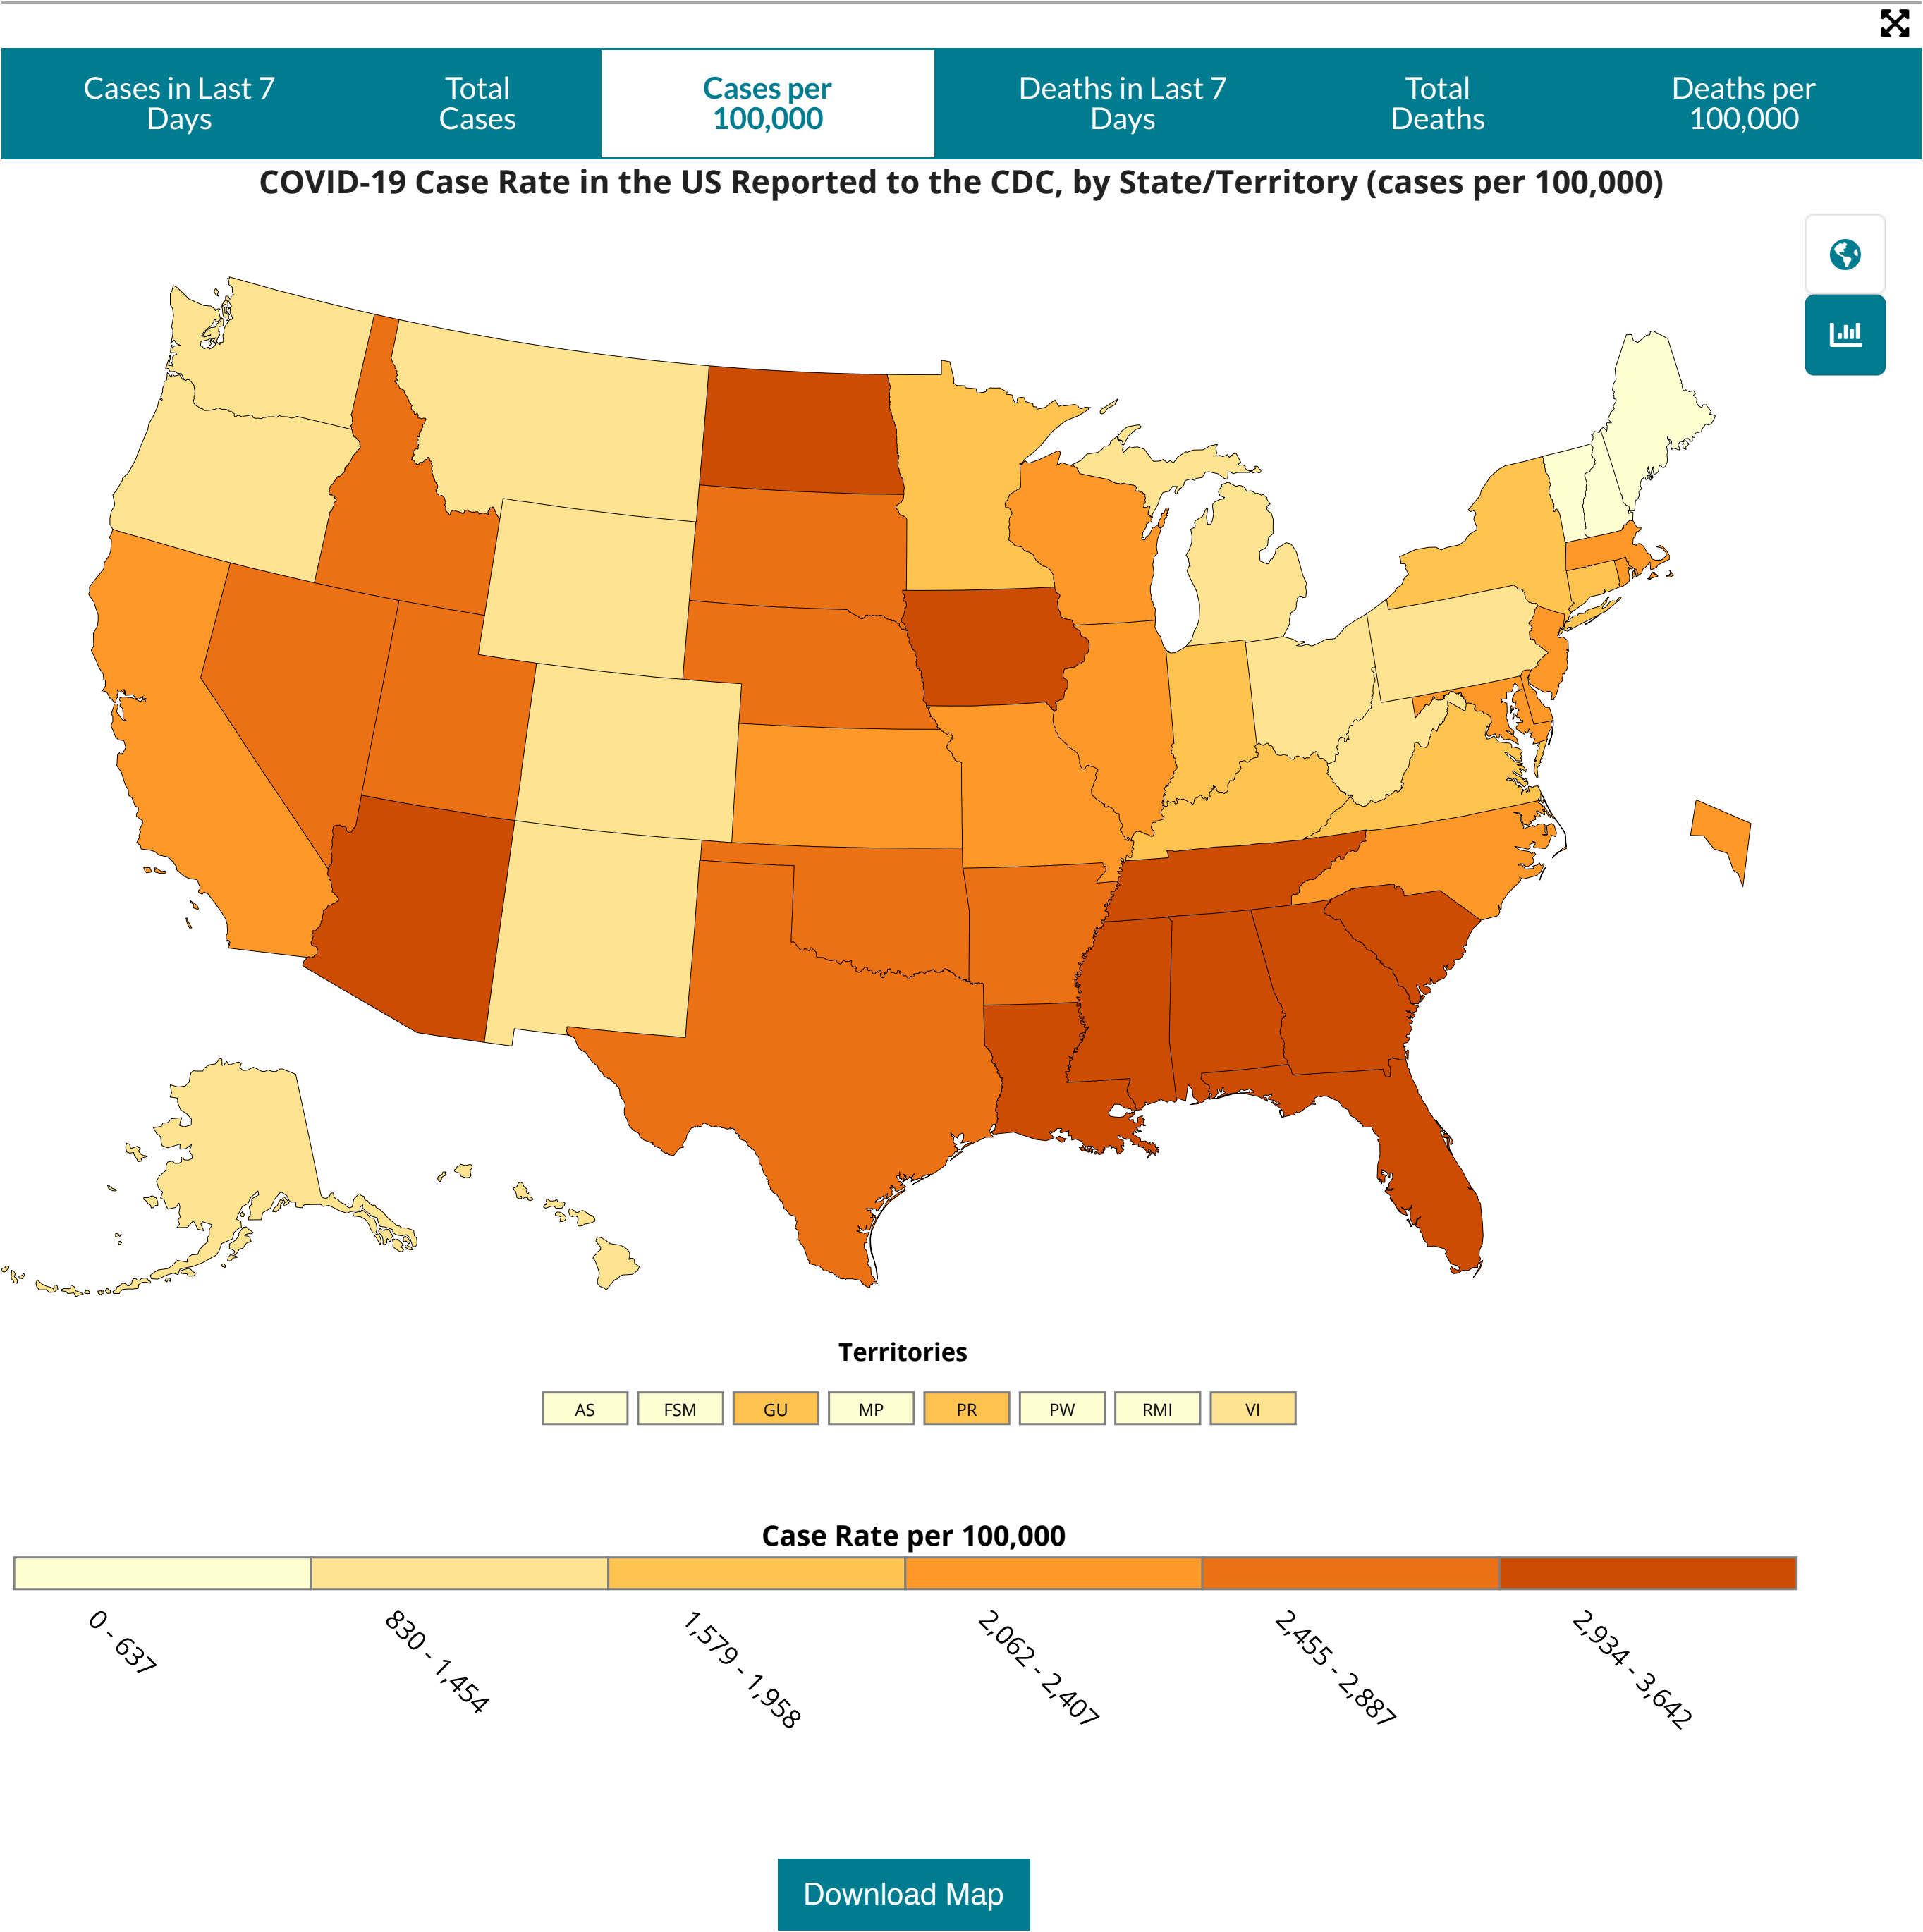 Cases in Last 7
Days
Total
Cases
Cases per
100,000
Deaths in Last 7
Days
Total
Deaths
Deaths per
100,000
COVID-19 Case Rate in the US Reported to the CDC, by State/Territory (cases per 100,000)
Territories
AS
FSM
GU
MP
PR
PW
RMI
VI
Case Rate per 100,000
0 - 637
830 - 1,454
1,579 - 1,958
2,062 - 2,407
2,455 - 2,887
2,934 - 3,642
Download Map